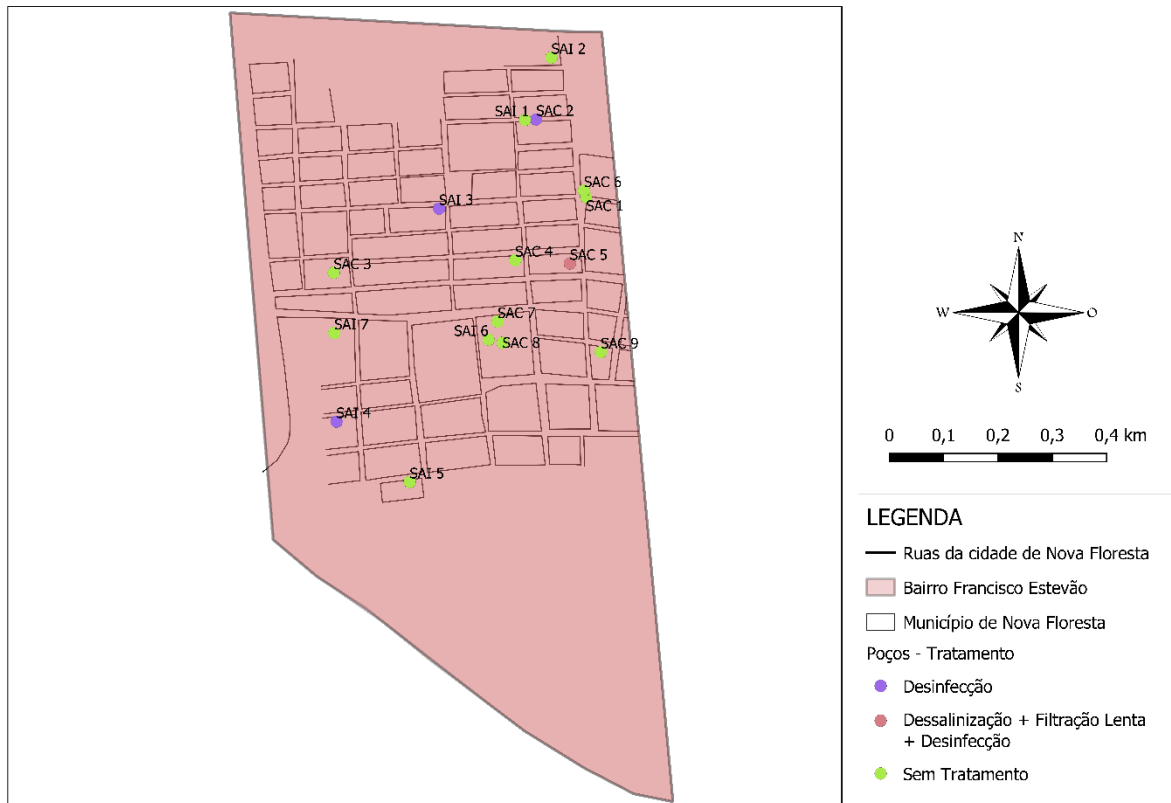 SAI 2
SAI 1 SAC 2
SAC 6
SAI 3
SAC 1
SAC 4
SAC 5
SAC 3
SAC 7
SAI 7
SAI 6
SAC 8
SAC 9
SAI 4
SAI 5
N
W
O
S
0 0,1 0,2 0,3 0,4 km
LEGENDA
Ruas da cidade de Nova Floresta
Bairro Francisco Estevão
Município de Nova Floresta
Poços - Tratamento
Desinfecção
Dessalinização + Filtração Lenta
+ Desinfecção
Sem Tratamento